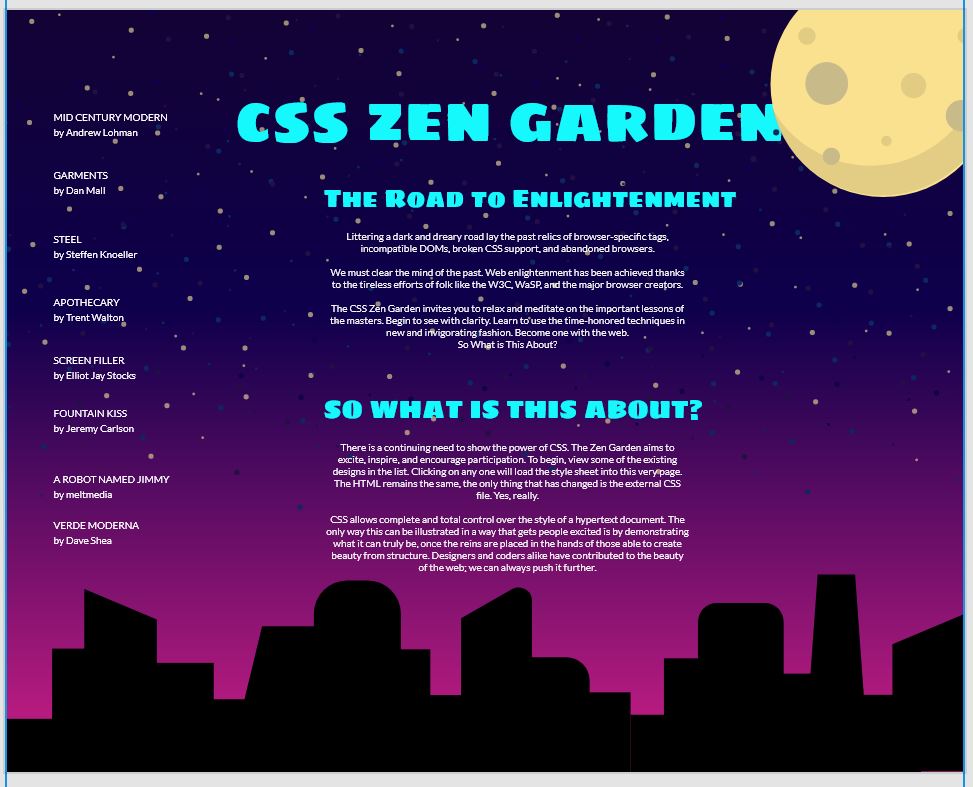 CSS ZEN GARDEN
MID CENTURY MODERN
by Andrew Lohman
GARMENTS
by Dan Mall
STEEL
by Steffen Knoeller
APOTHECARY
by Trent Walton
SCREEN FILLER
by Elliot Jay Stocks
FOUNTAIN KISS
by Jeremy Carlson
A ROBOT NAMED JIMMY
by meltmedia
VERDE MODERNA
by Dave Shea
The Road to Enlightenment
Littering a dark and dreary road lay the past relics of browser-specific tags,
incompatible DOMs, broken CSS support, and abandoned browsers.
We must clear the mind of the past. Web enlightenment has been achieved thanks
to the tireless efforts of folk like the W3C, WaSP, and the major browser creators.
The CSS Zen Garden invites you to relax and meditate on the important lessons of
the masters. Begin to see with clarity. Learn to use the time-honored techniques in
new and invigorating fashion. Become one with the web.
So What is This About?
SO WHAT IS THIS ABOUT?
There is a continuing need to show the power of CSS. The Zen Garden aims to
excite, inspire, and encourage participation. To begin, view some of the existing
designs in the list. Clicking on any one will load the style sheet into this very page.
The HTML remains the same, the only thing that has changed is the external CSS
file. Yes, really.
CSS allows complete and total control over the style of a hypertext document. The
only way this can be illustrated in a way that gets people excited is by demonstrating
what it can truly be, once the reins are placed in the hands of those able to create
beauty from structure. Designers and coders alike have contributed to the beauty
of the web; we can always push it further.